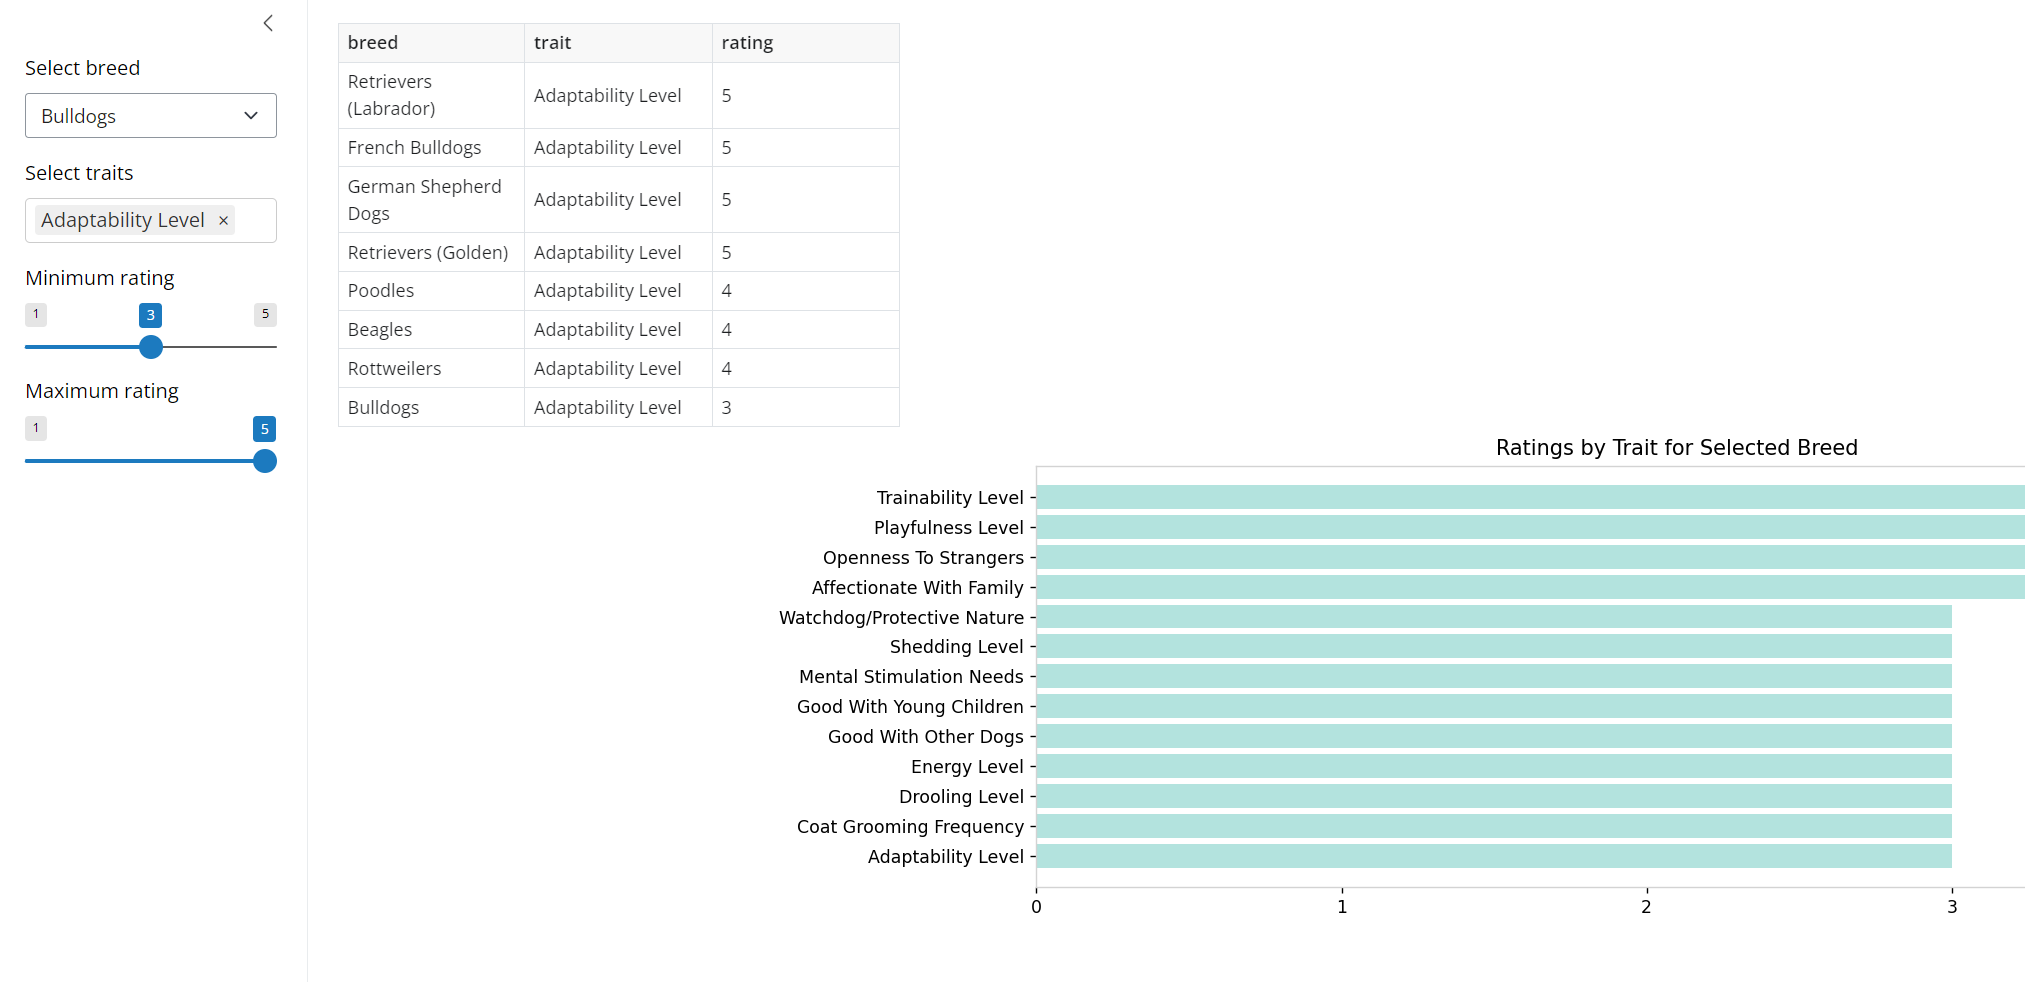 Select breed
Bulldogs
Select traits
Adaptability Level ×
Minimum rating
1 3 5
Maximum rating
1 5
breed trait rating
Retrievers
(Labrador) Adaptability Level 5
French Bulldogs Adaptability Level 5
German Shepherd
Dogs Adaptability Level 5
Retrievers (Golden) Adaptability Level 5
Poodles Adaptability Level 4
Beagles Adaptability Level 4
Rottweilers Adaptability Level 4
Bulldogs Adaptability Level 3
Ratings by Trait for Selected Breed
Trainability Level
Playfulness Level
Openness To Strangers
Affectionate With Family
Watchdog/Protective Nature
Shedding Level
Mental Stimulation Needs
Good With Young Children
Good With Other Dogs
Energy Level
Drooling Level
Coat Grooming Frequency
Adaptability Level
0 1 2 3